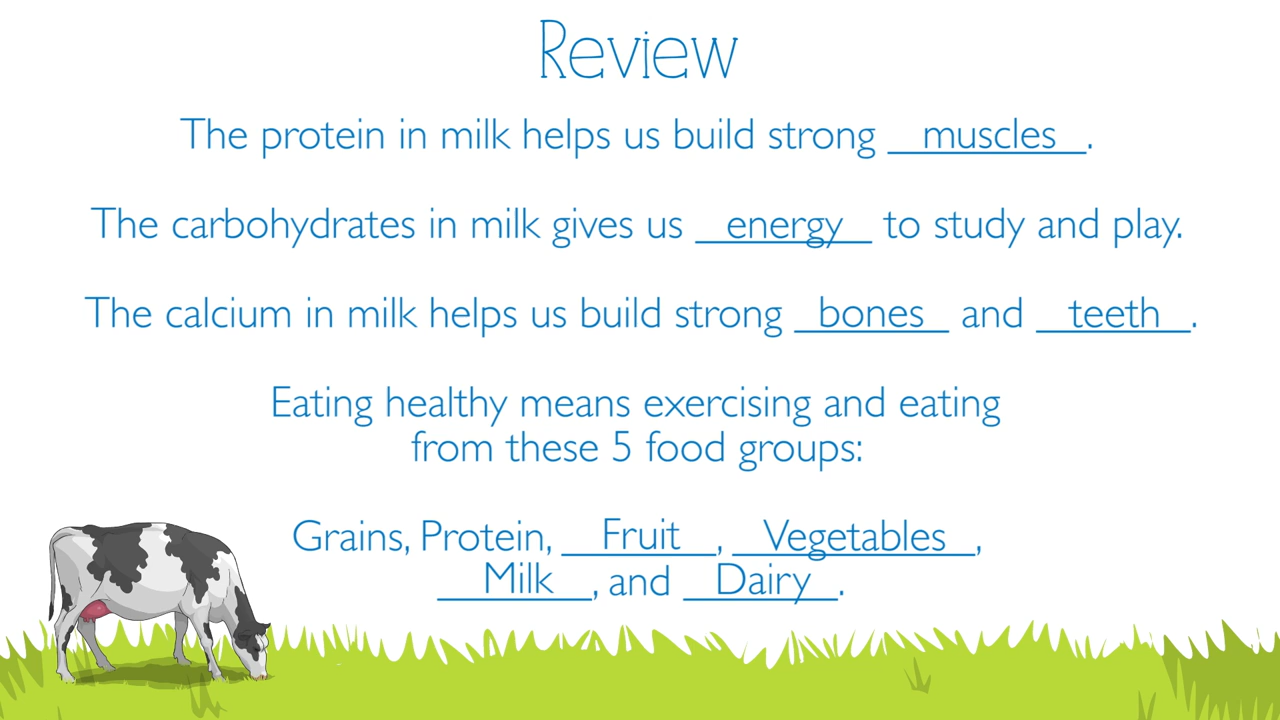 Review
The protein in milk helps us build strong muscles.
The carbohydrates in milk gives us energy to study and play.
The calcium in milk helps us build strong bones and teeth.
Eating healthy means exercising and eating
from these 5 food groups:
Grains, Protein, Fruit, Vegetables,
Milk, and Dairy.